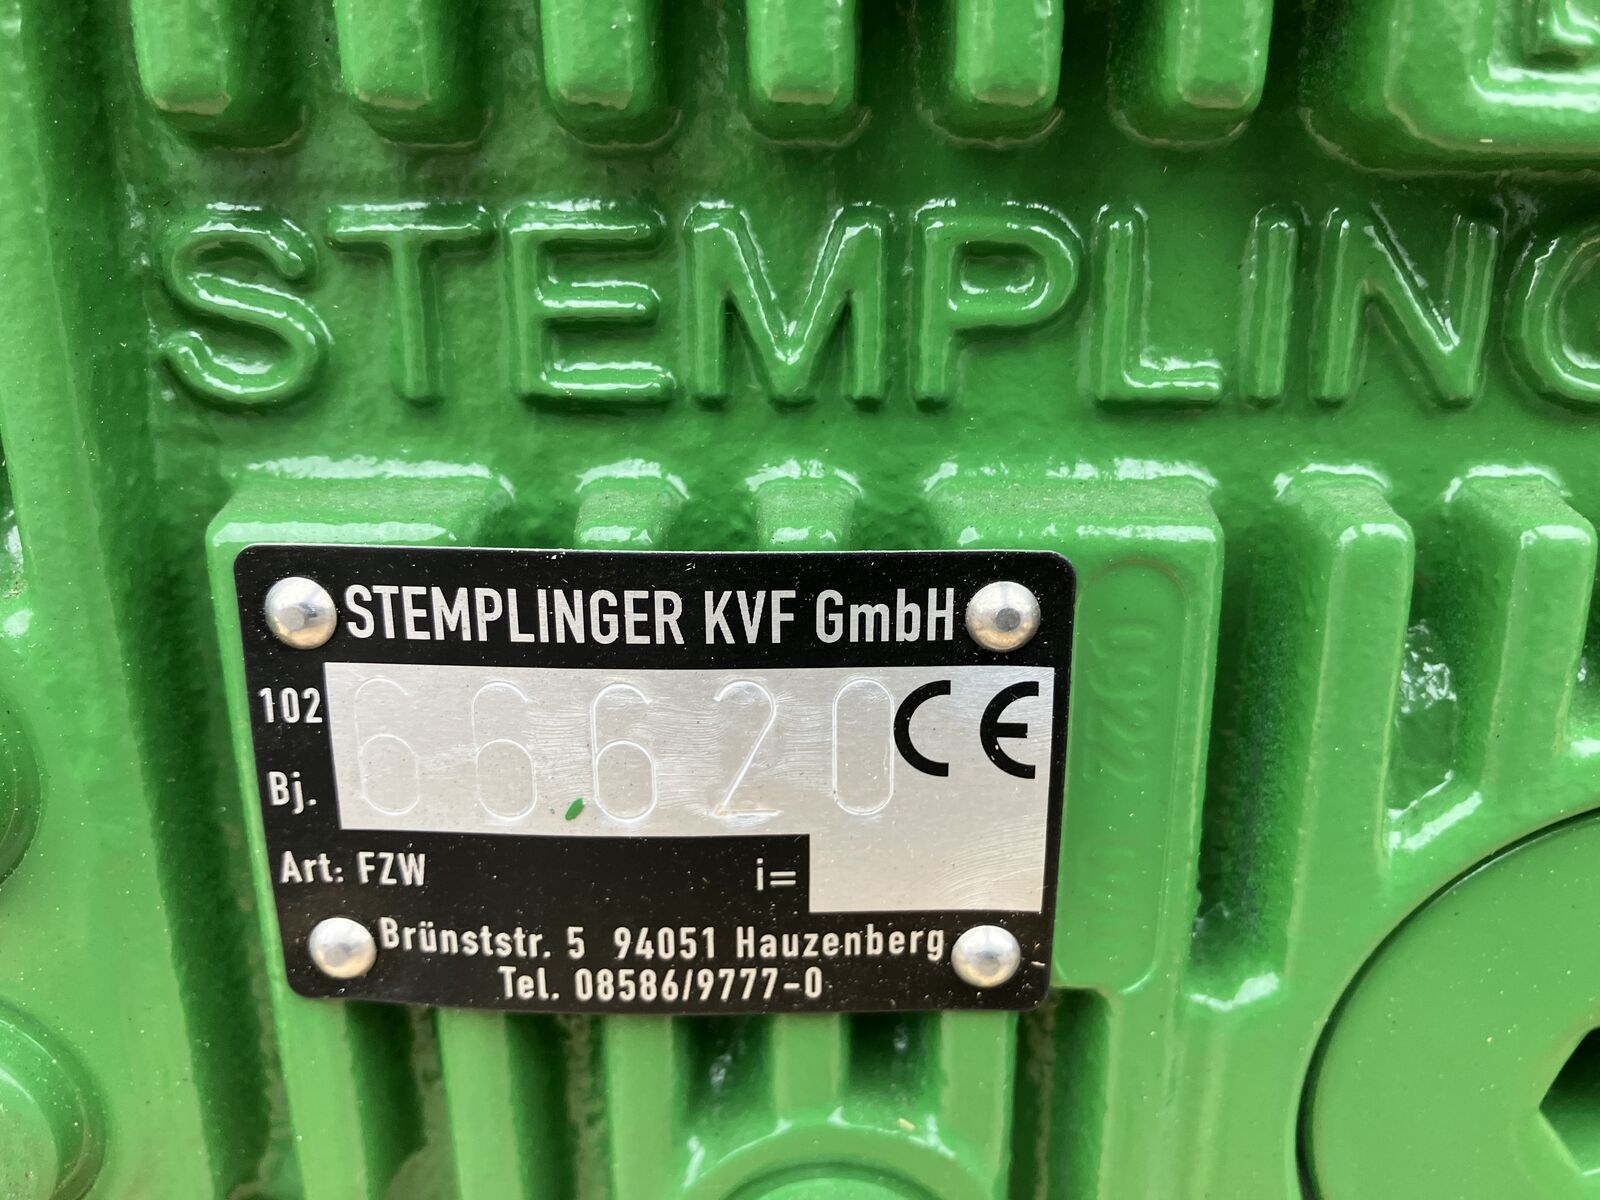 STEMPLING
STEMPLINGER KVF GmbH
102 66620 CE
Bj.
Art: FZW i=
Brünststr. 5 94051 Hauzenberg
Tel. 08586/9777-0